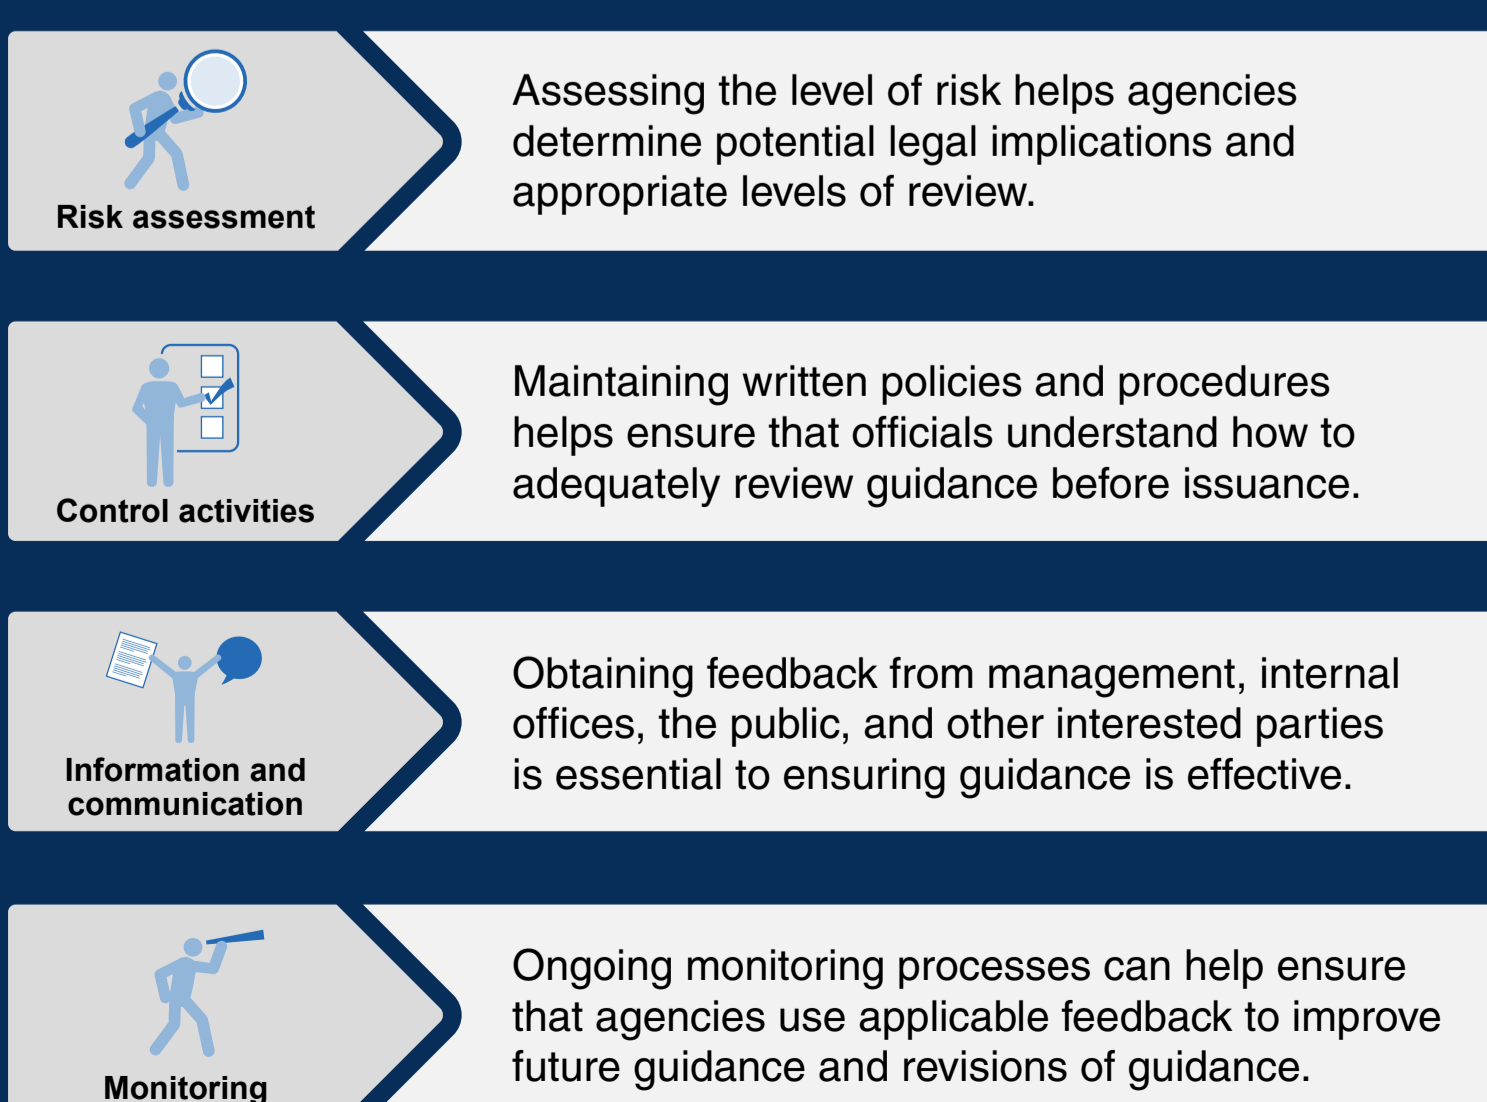 Risk assessment
Assessing the level of risk helps agencies
determine potential legal implications and
appropriate levels of review.
Control activities
Maintaining written policies and procedures
helps ensure that officials understand how to
adequately review guidance before issuance.
Information and
communication
Obtaining feedback from management, internal
offices, the public, and other interested parties
is essential to ensuring guidance is effective.
Monitoring
Ongoing monitoring processes can help ensure
that agencies use applicable feedback to improve
future guidance and revisions of guidance.